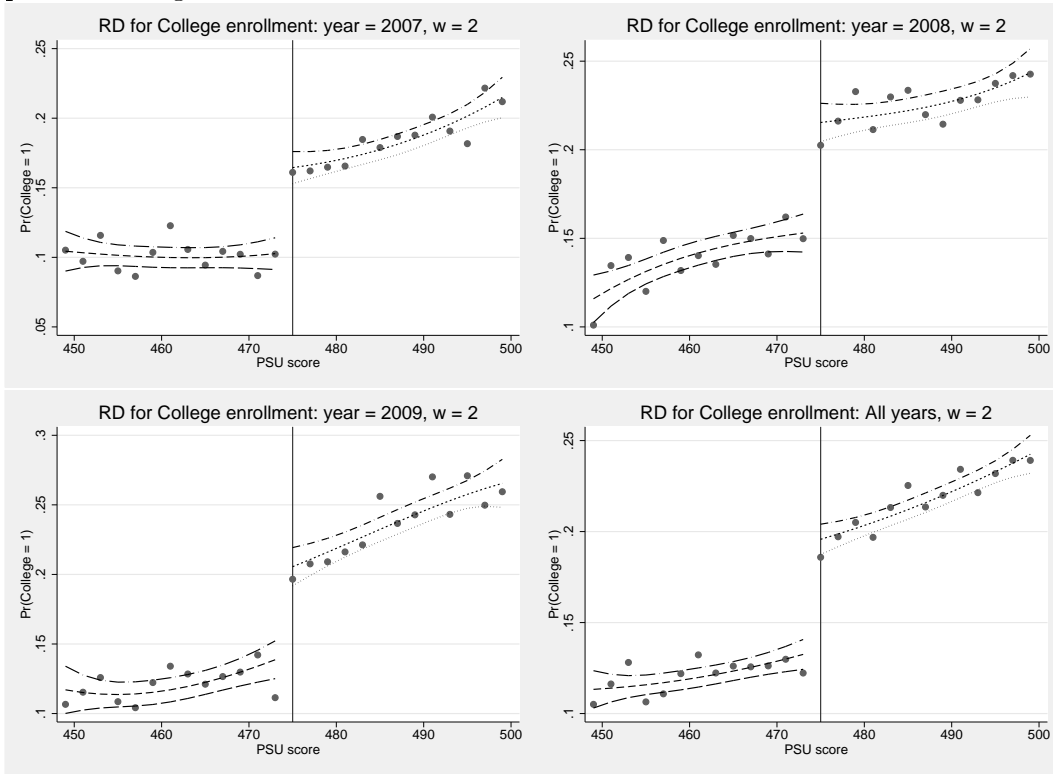 RD for College enrollment: year = 2007, w = 2
Pr(College = 1)
.25
.2
.15
.1
.05
450 460 470 480 490 500
PSU score
RD for College enrollment: year = 2008, w = 2
Pr(College = 1)
.25
.2
.15
.1
450 460 470 480 490 500
PSU score
RD for College enrollment: year = 2009, w = 2
Pr(College = 1)
.3
.25
.2
.15
.1
450 460 470 480 490 500
PSU score
RD for College enrollment: All years, w = 2
Pr(College = 1)
.25
.2
.15
.1
450 460 470 480 490 500
PSU score